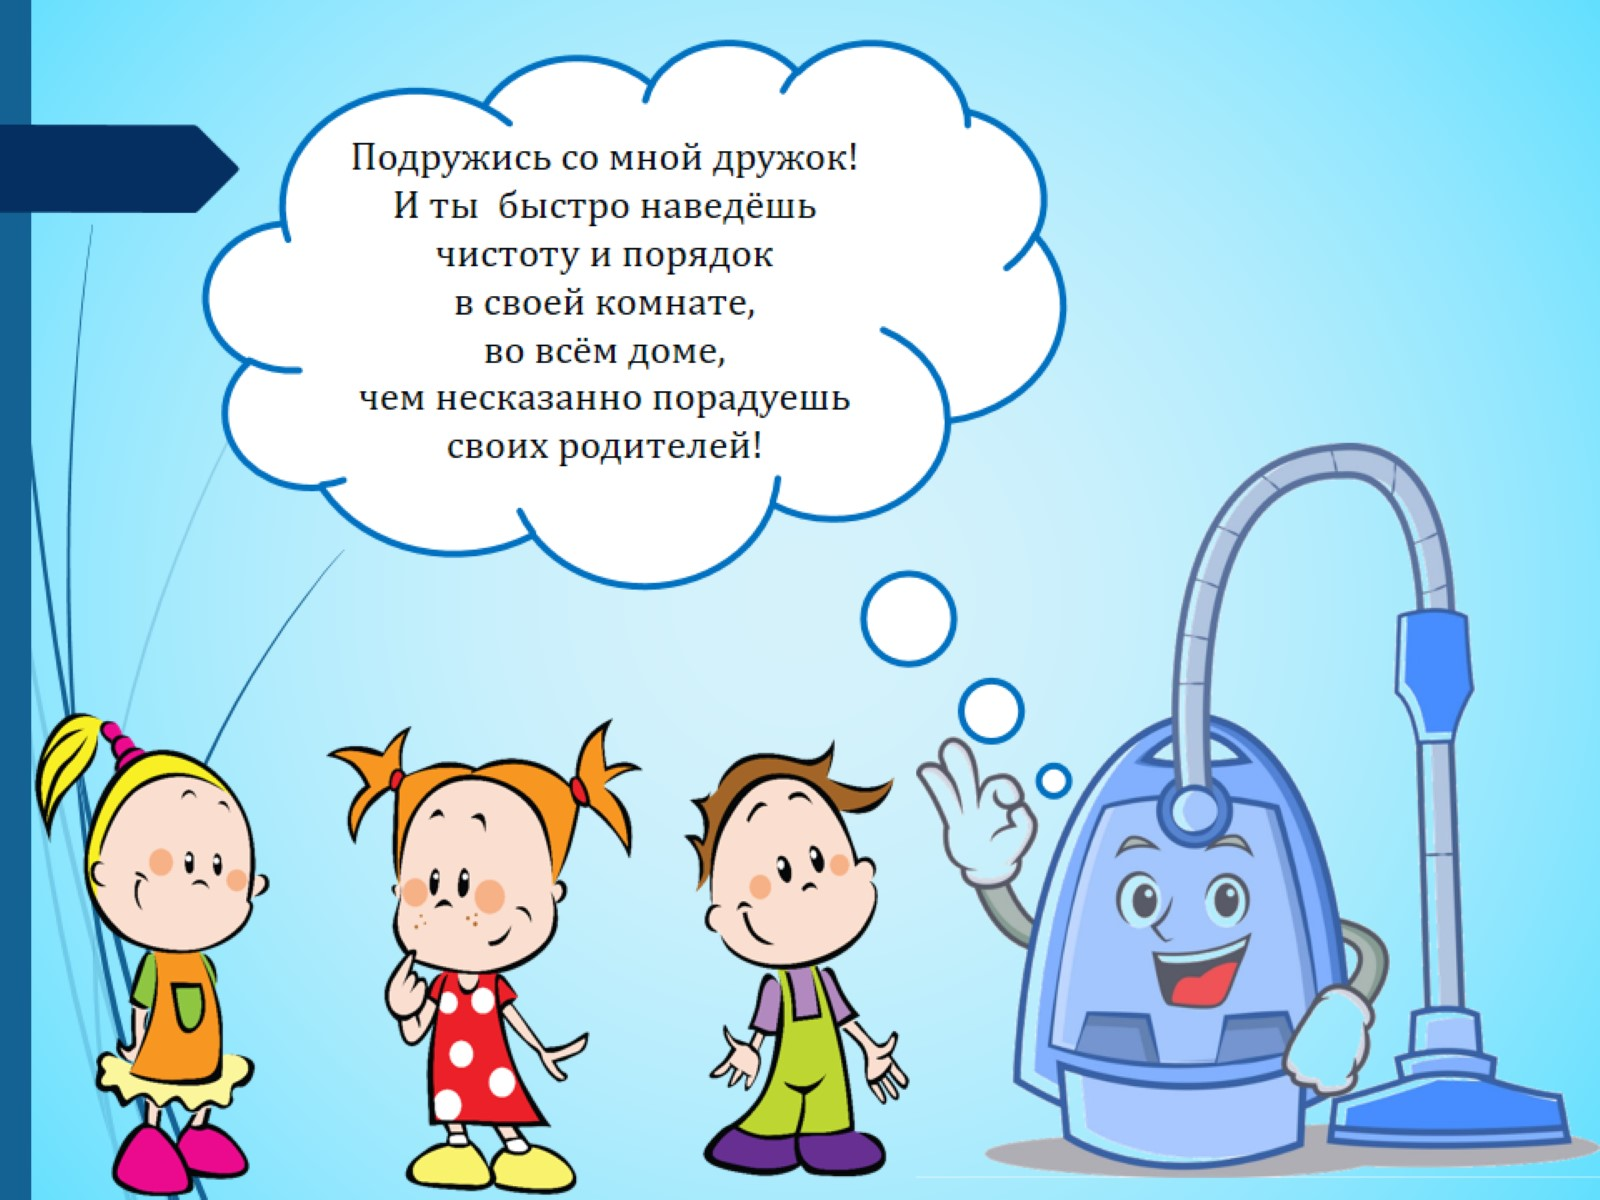 Подружись со мной дружок!
И ты быстро наведёшь
чистоту и порядок
в своей комнате,
во всём доме,
чем несказанно порадуешь
своих родителей!